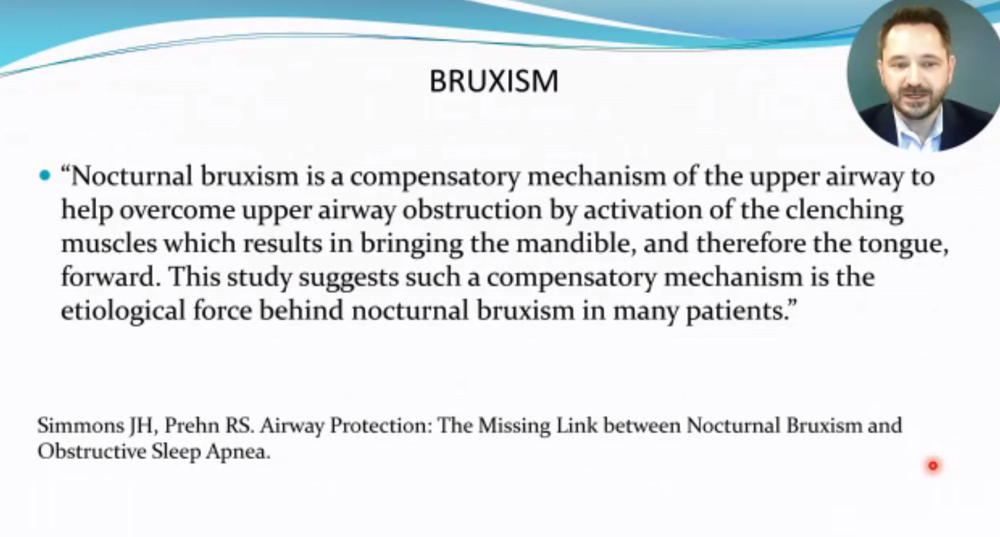 BRUXISM
• “Nocturnal bruxism is a compensatory mechanism of the upper airway to
help overcome upper airway obstruction by activation of the clenching
muscles which results in bringing the mandible, and therefore the tongue,
forward. This study suggests such a compensatory mechanism is the
etiological force behind nocturnal bruxism in many patients.”
Simmons JH, Prehn RS. Airway Protection: The Missing Link between Nocturnal Bruxism and
Obstructive Sleep Apnea.